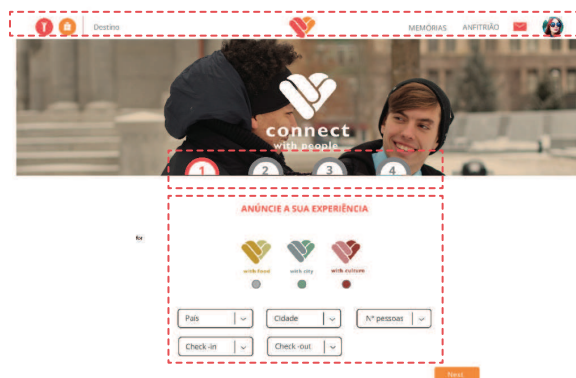 Destino
MEMÓRIAS ANFITRIÃO
connect
with people
1 2 3 4
ANÚNCIE A SUA EXPERIÊNCIA
for
with food with city with culture
País Cidade Nº pessoas
Check -in Check -out
Next